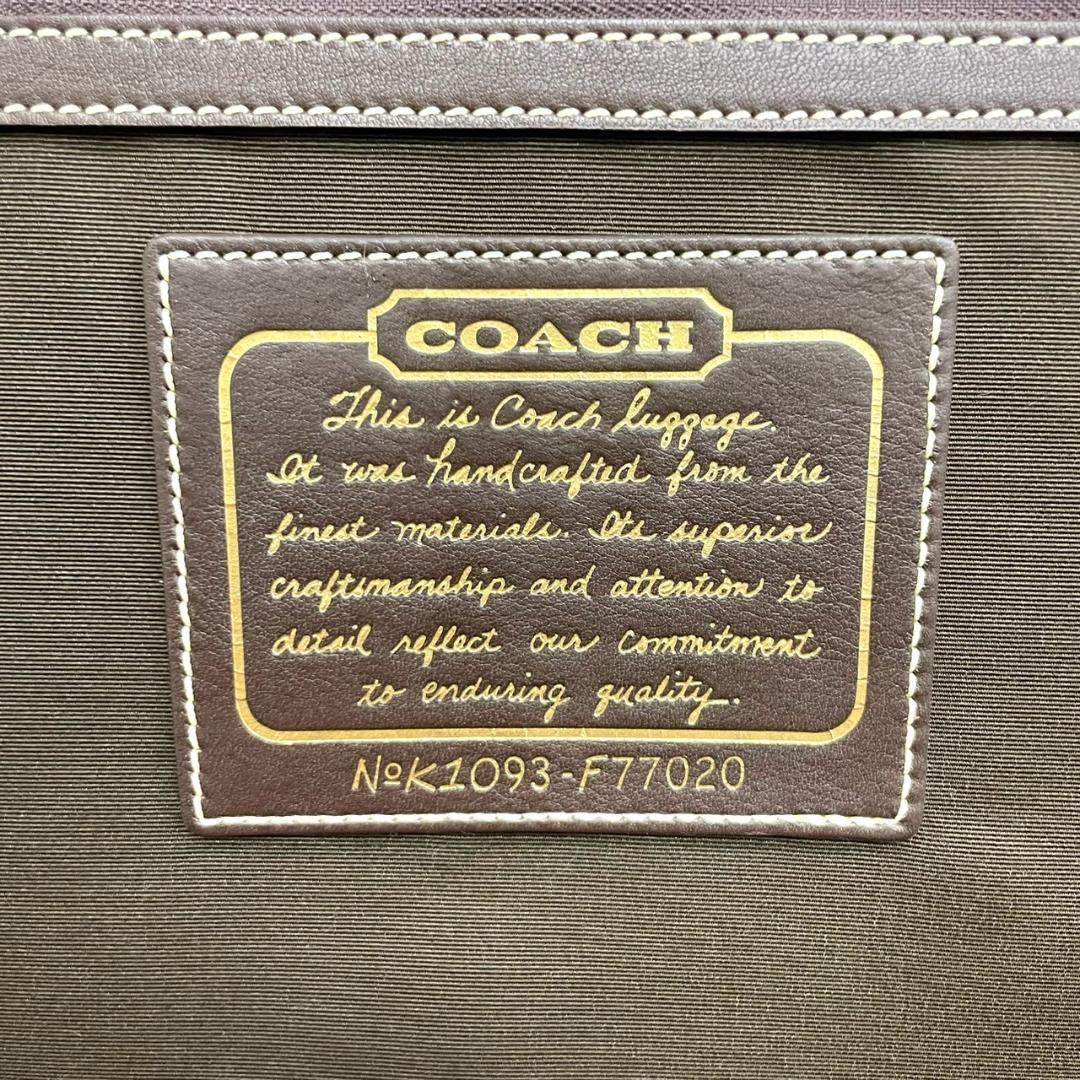 COACH
This is Coach luggage.
It was handcrafted from the
finest materials. Its superior
craftsmanship and attention to
detail reflect our commitment
to enduring quality.
NºK1093-F77020